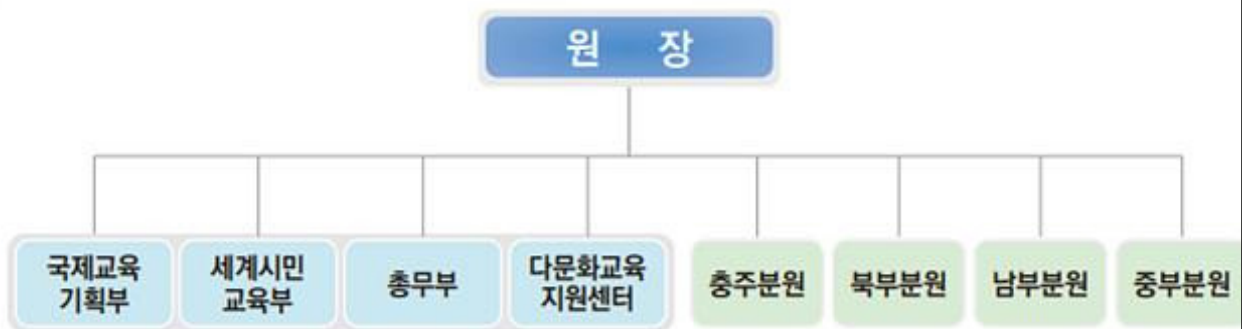 원 장
국제교육
기획부
세계시민
교육부
총무부
다문화교육
지원센터
충주분원
북부분원
남부분원
중부분원